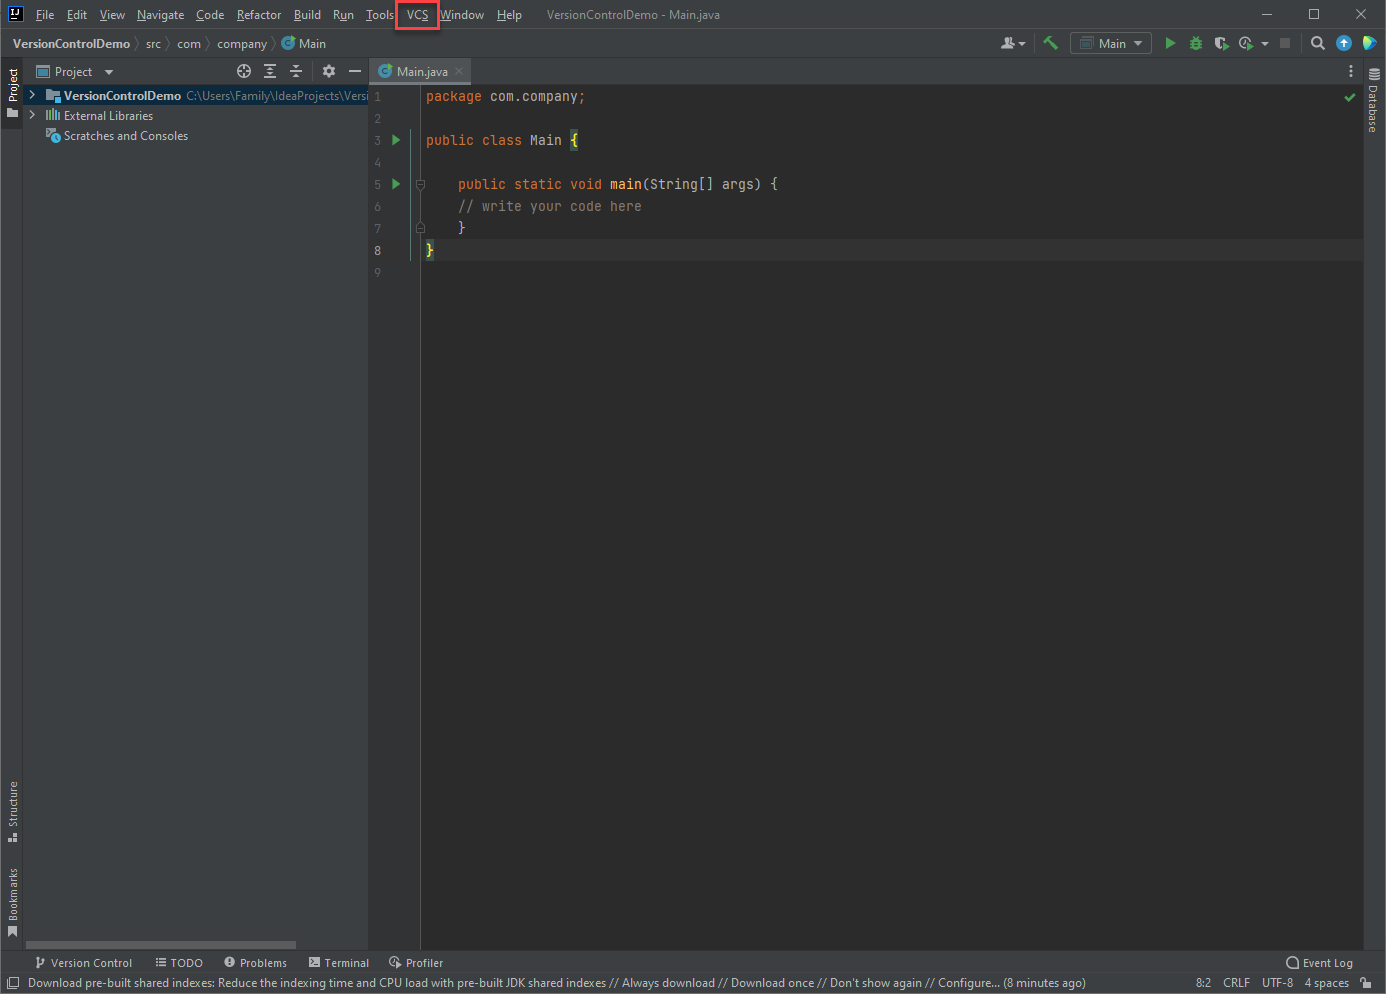 IJ File Edit View Navigate Code Refactor Build Run Tools VCS Window Help VersionControlDemo - Main.java
VersionControlDemo src com company Main Main
Project Main.java
Project
VersionControlDemo C:\Users\Family\IdeaProjects\Versi
External Libraries
Scratches and Consoles
Structure
Bookmarks
1 package com.company;
2
3 public class Main {
4
5 public static void main(String[] args) {
6 // write your code here
7 }
8 }
9
Database
Version Control TODO Problems Terminal Profiler Event Log
Download pre-built shared indexes: Reduce the indexing time and CPU load with pre-built JDK shared indexes // Always download // Download once // Don't show again // Configure... (8 minutes ago) 8:2 CRLF UTF-8 4 spaces